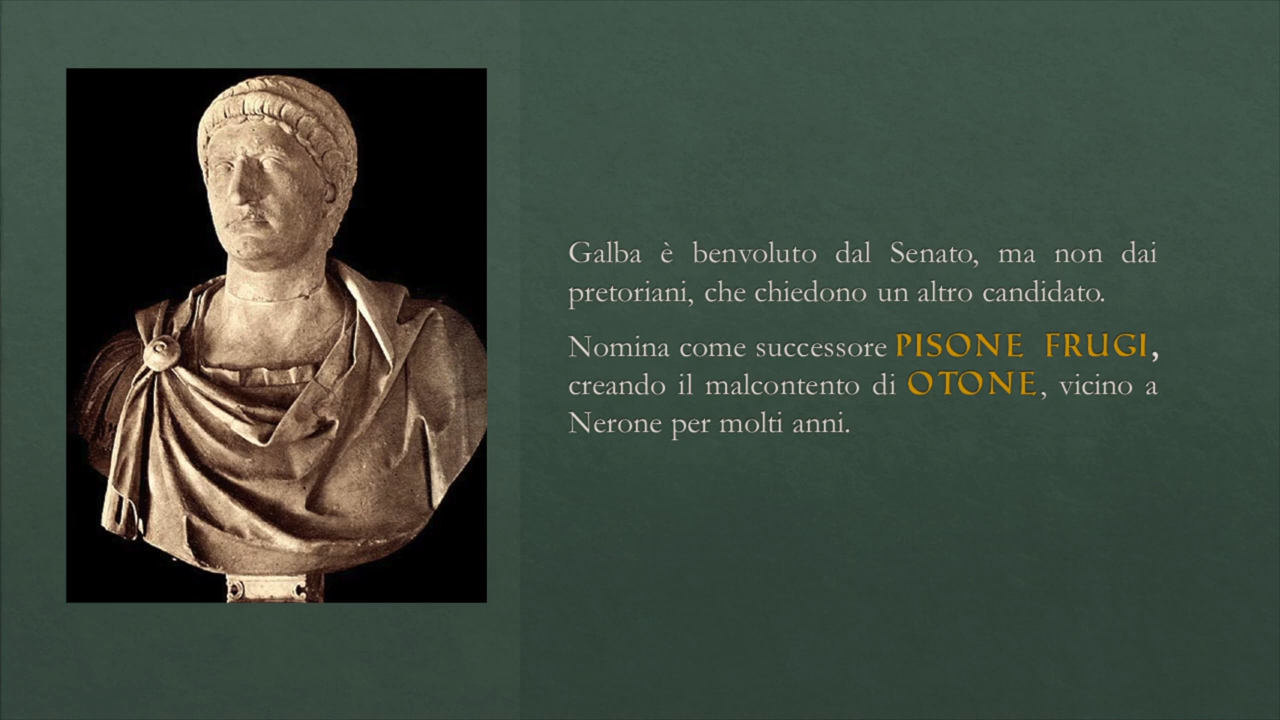 Galba è benvoluto dal Senato, ma non dai
pretoriani, che chiedono un altro candidato.
Nomina come successore PISONE FRUGI,
creando il malcontento di OTONE, vicino a
Nerone per molti anni.